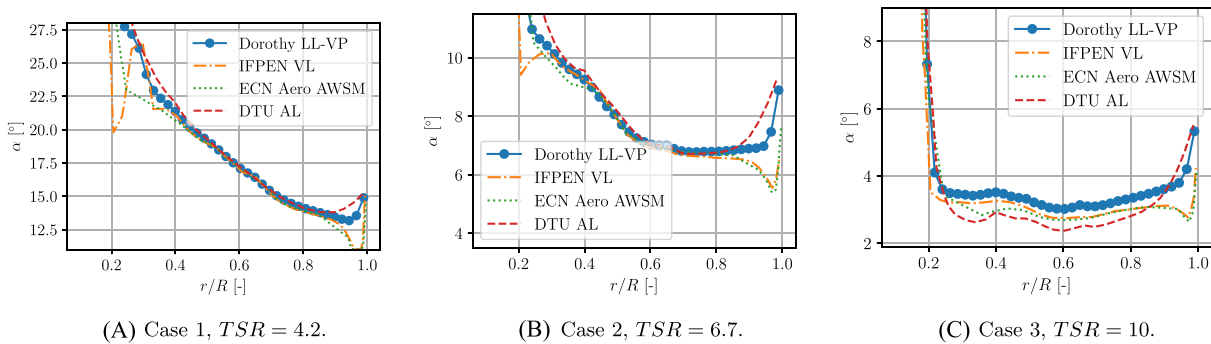 27.5
25.0
22.5
20.0
17.5
15.0
12.5
α [°]
0.2 0.4 0.6 0.8 1.0
r/R [-]
Dorothy LL-VP
IFPEN VL
ECN Aero AWSM
DTU AL
(A) Case 1, TSR = 4.2.
10
8
6
4
α [°]
0.2 0.4 0.6 0.8 1.0
r/R [-]
Dorothy LL-VP
IFPEN VL
ECN Aero AWSM
DTU AL
(B) Case 2, TSR = 6.7.
8
6
4
2
α [°]
0.2 0.4 0.6 0.8 1.0
r/R [-]
Dorothy LL-VP
IFPEN VL
ECN Aero AWSM
DTU AL
(C) Case 3, TSR = 10.